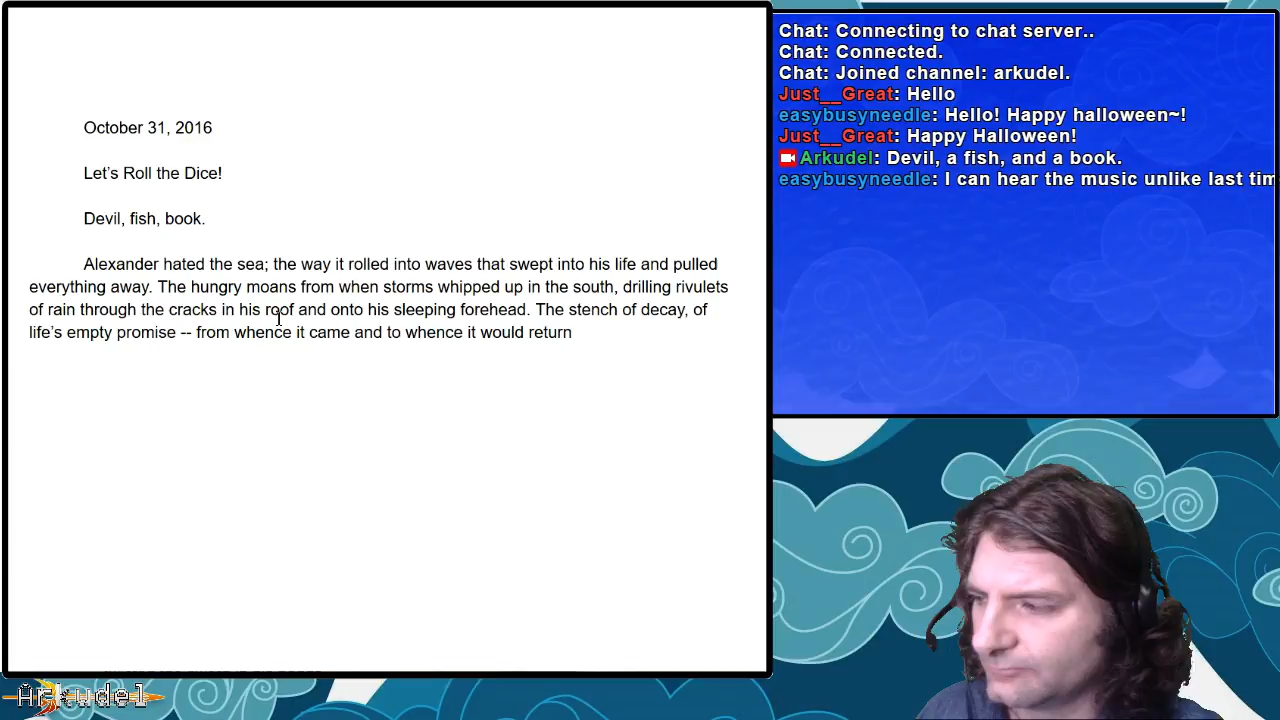 October 31, 2016
Let's Roll the Dice!
Devil, fish, book.
Alexander hated the sea; the way it rolled into waves that swept into his life and pulled
everything away. The hungry moans from when storms whipped up in the south, drilling rivulets
of rain through the cracks in his roof and onto his sleeping forehead. The stench of decay, of
life's empty promise -- from whence it came and to whence it would return
Chat: Connecting to chat server..
Chat: Connected.
Chat: Joined channel: arkudel.
Just__Great: Hello
easybusyneedle: Hello! Happy halloween~!
Just__Great: Happy Halloween!
Arkudel: Devil, a fish, and a book.
easybusyneedle: I can hear the music unlike last tim
Arkudel